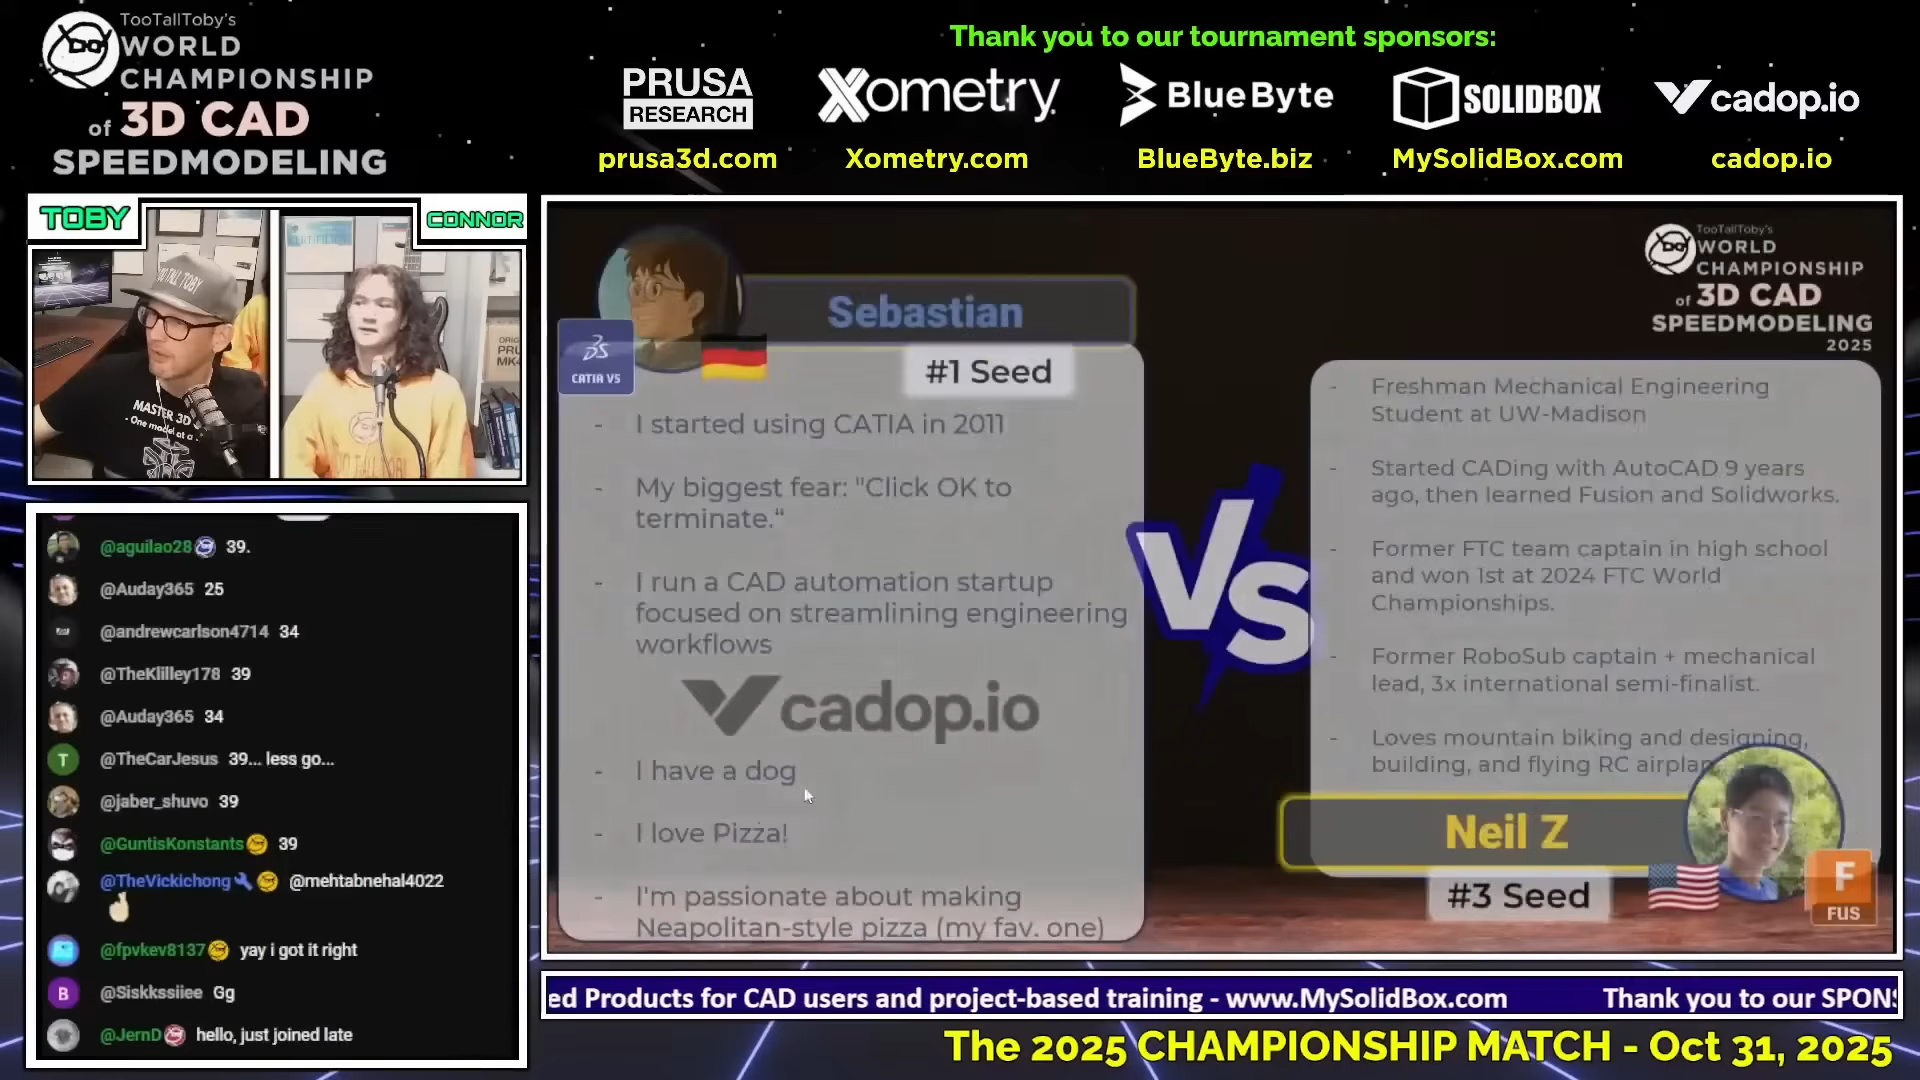 TooTallToby's
WORLD
CHAMPIONSHIP
of 3D CAD
SPEEDMODELING
Thank you to our tournament sponsors:
PRUSA
RESEARCH
prusa3d.com
Xometry
Xometry.com
BlueByte
BlueByte.biz
SOLIDBOX
MySolidBox.com
cadop.io
cadop.io
TOBY
CONNOR
TOO TALL TOBY
MASTER 3D
- One model at a
@aguilao28 39.
@Auday365 25
@andrewcarlson4714 34
@TheKlilley178 39
@Auday365 34
T @TheCarJesus 39... less go...
@jaber_shuvo 39
@GuntisKonstants 39
@TheVickichong @mehtabnehal4022
@fpvkev8137 yay i got it right
B @Siskkssiiee Gg
@JernD hello, just joined late
Sebastian
#1 Seed
CATIA V5
- I started using CATIA in 2011
- My biggest fear: "Click OK to
terminate."
- I run a CAD automation startup
focused on streamlining engineering
workflows
cadop.io
- I have a dog
- I love Pizza!
- I'm passionate about making
Neapolitan-style pizza (my fav. one)
VS
TooTallToby's
WORLD
CHAMPIONSHIP
of 3D CAD
SPEEDMODELING
2025
- Freshman Mechanical Engineering
Student at UW-Madison
- Started CADing with AutoCAD 9 years
ago, then learned Fusion and Solidworks.
- Former FTC team captain in high school
and won 1st at 2024 FTC World
Championships.
- Former RoboSub captain + mechanical
lead, 3x international semi-finalist.
- Loves mountain biking and designing,
building, and flying RC
Neil Z
#3 Seed
F
FUS
ed Products for CAD users and project-based training - www.MySolidBox.com Thank you to our SPONS
The 2025 CHAMPIONSHIP MATCH - Oct 31, 2025